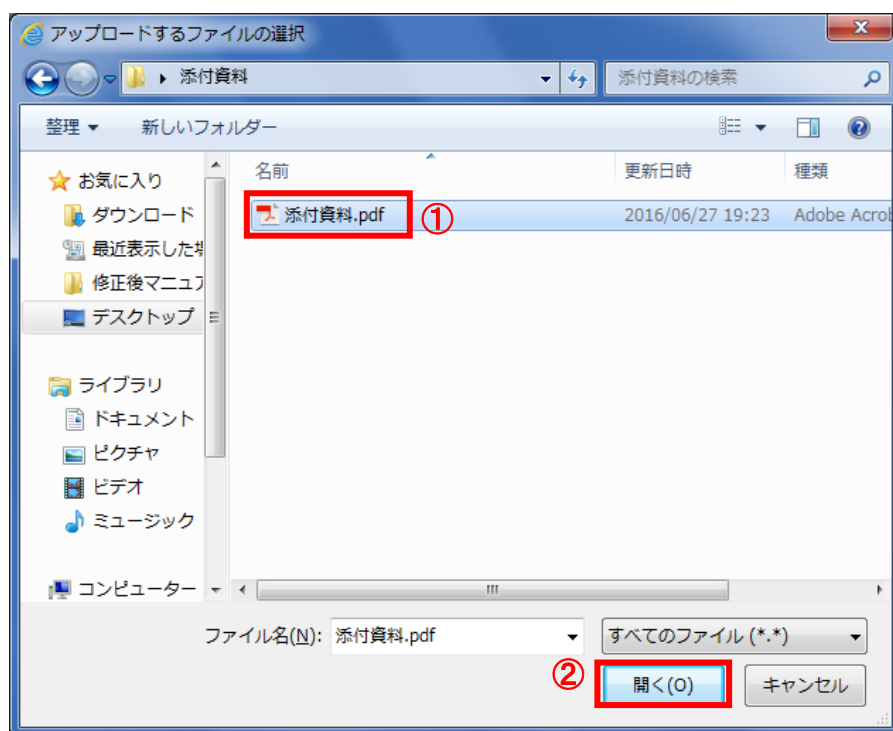 アップロードするファイルの選択
添付資料
添付資料の検索
整理
新しいフォルダー
名前
更新日時
種類
お気に入り
ダウンロード
最近表示した場
修正後マニュア
デスクトップ
ライブラリ
ドキュメント
ピクチャ
ビデオ
ミュージック
コンピューター
添付資料.pdf
①
2016/06/27 19:23
Adobe Acrob
ファイル名(N):
添付資料.pdf
すべてのファイル (*.*)
②
開く(O)
キャンセル